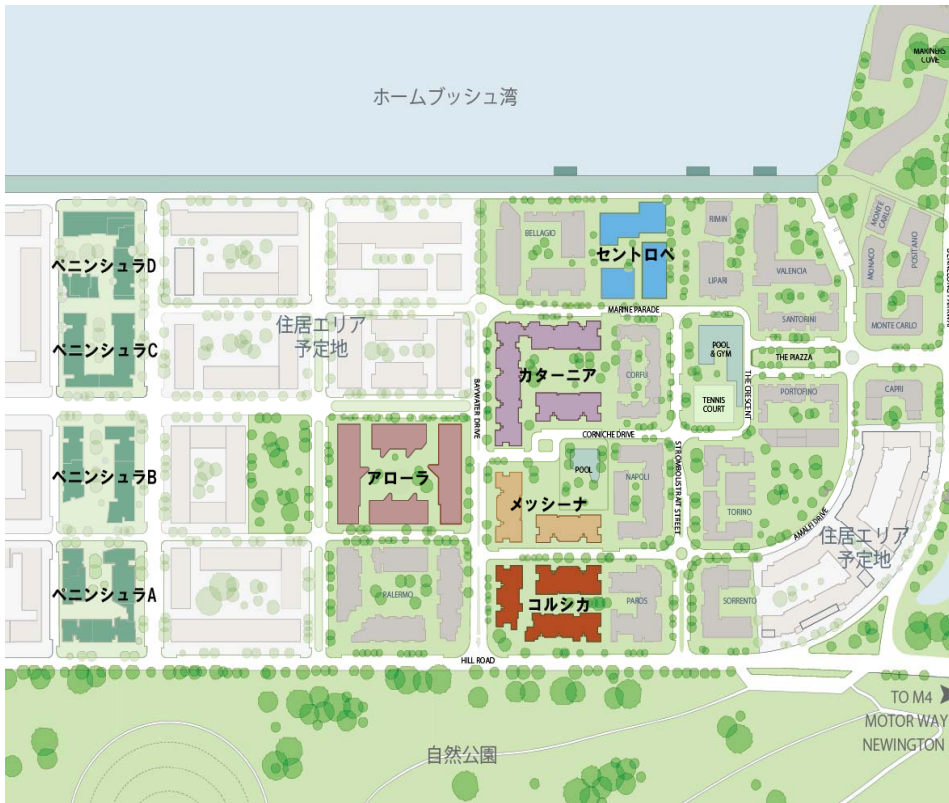 MARINERS
COVE
ホームブッシュ湾
ペニンシュラD
BELLAGIO
セントロペ
RIMINI
LIPARI
VALENCIA
MONTE
CARLO
MONACO
POSITANO
MARINE PARADE
SANTORINI
MONTE CARLO
住居エリア
予定地
ペニンシュラC
カターニア
CORFU
POOL
& GYM
THE PIAZZA
THE CRESCENT
BAYWATER DRIVE
TENNIS
COURT
PORTOFINO
CAPRI
CORNICHE DRIVE
ペニンシュラB
アローラ
POOL
メッシーナ
NAPOLI
STROMBOLI STRAIT STREET
TORINO
AMALFI DRIVE
住居エリア
予定地
ペニンシュラA
PALERMO
コルシカ
PAROS
SORRENTO
HILL ROAD
TO M4
MOTOR WAY
NEWINGTON
自然公園